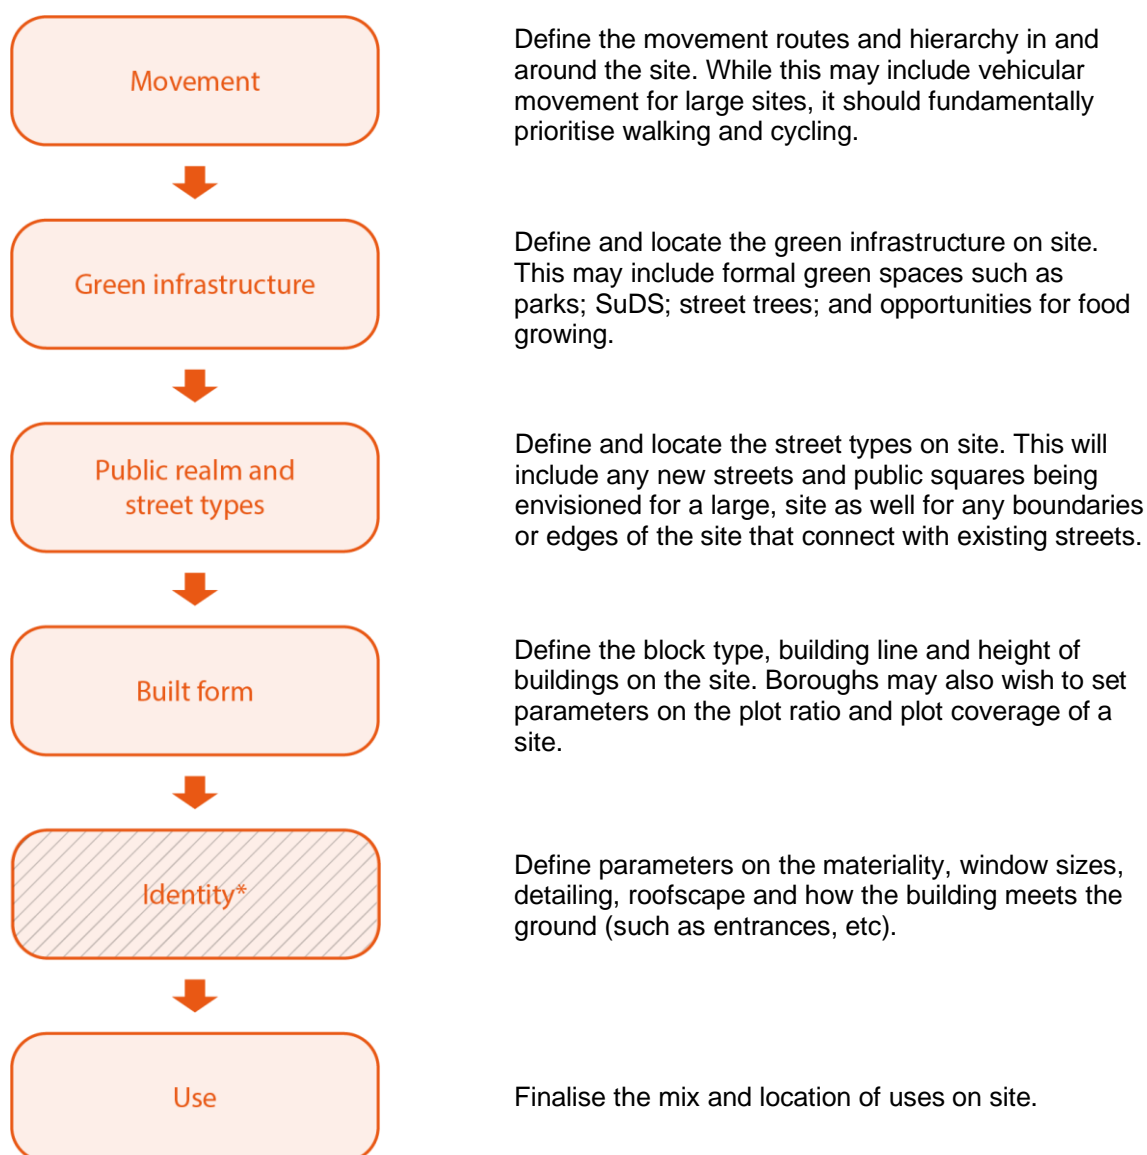 Movement
Define the movement routes and hierarchy in and
around the site. While this may include vehicular
movement for large sites, it should fundamentally
prioritise walking and cycling.
Green infrastructure
Define and locate the green infrastructure on site.
This may include formal green spaces such as
parks; SuDS; street trees; and opportunities for food
growing.
Public realm and
street types
Define and locate the street types on site. This will
include any new streets and public squares being
envisioned for a large, site as well for any boundaries
or edges of the site that connect with existing streets.
Built form
Define the block type, building line and height of
buildings on the site. Boroughs may also wish to set
parameters on the plot ratio and plot coverage of a
site.
Identity*
Define parameters on the materiality, window sizes,
detailing, roofscape and how the building meets the
ground (such as entrances, etc).
Use
Finalise the mix and location of uses on site.